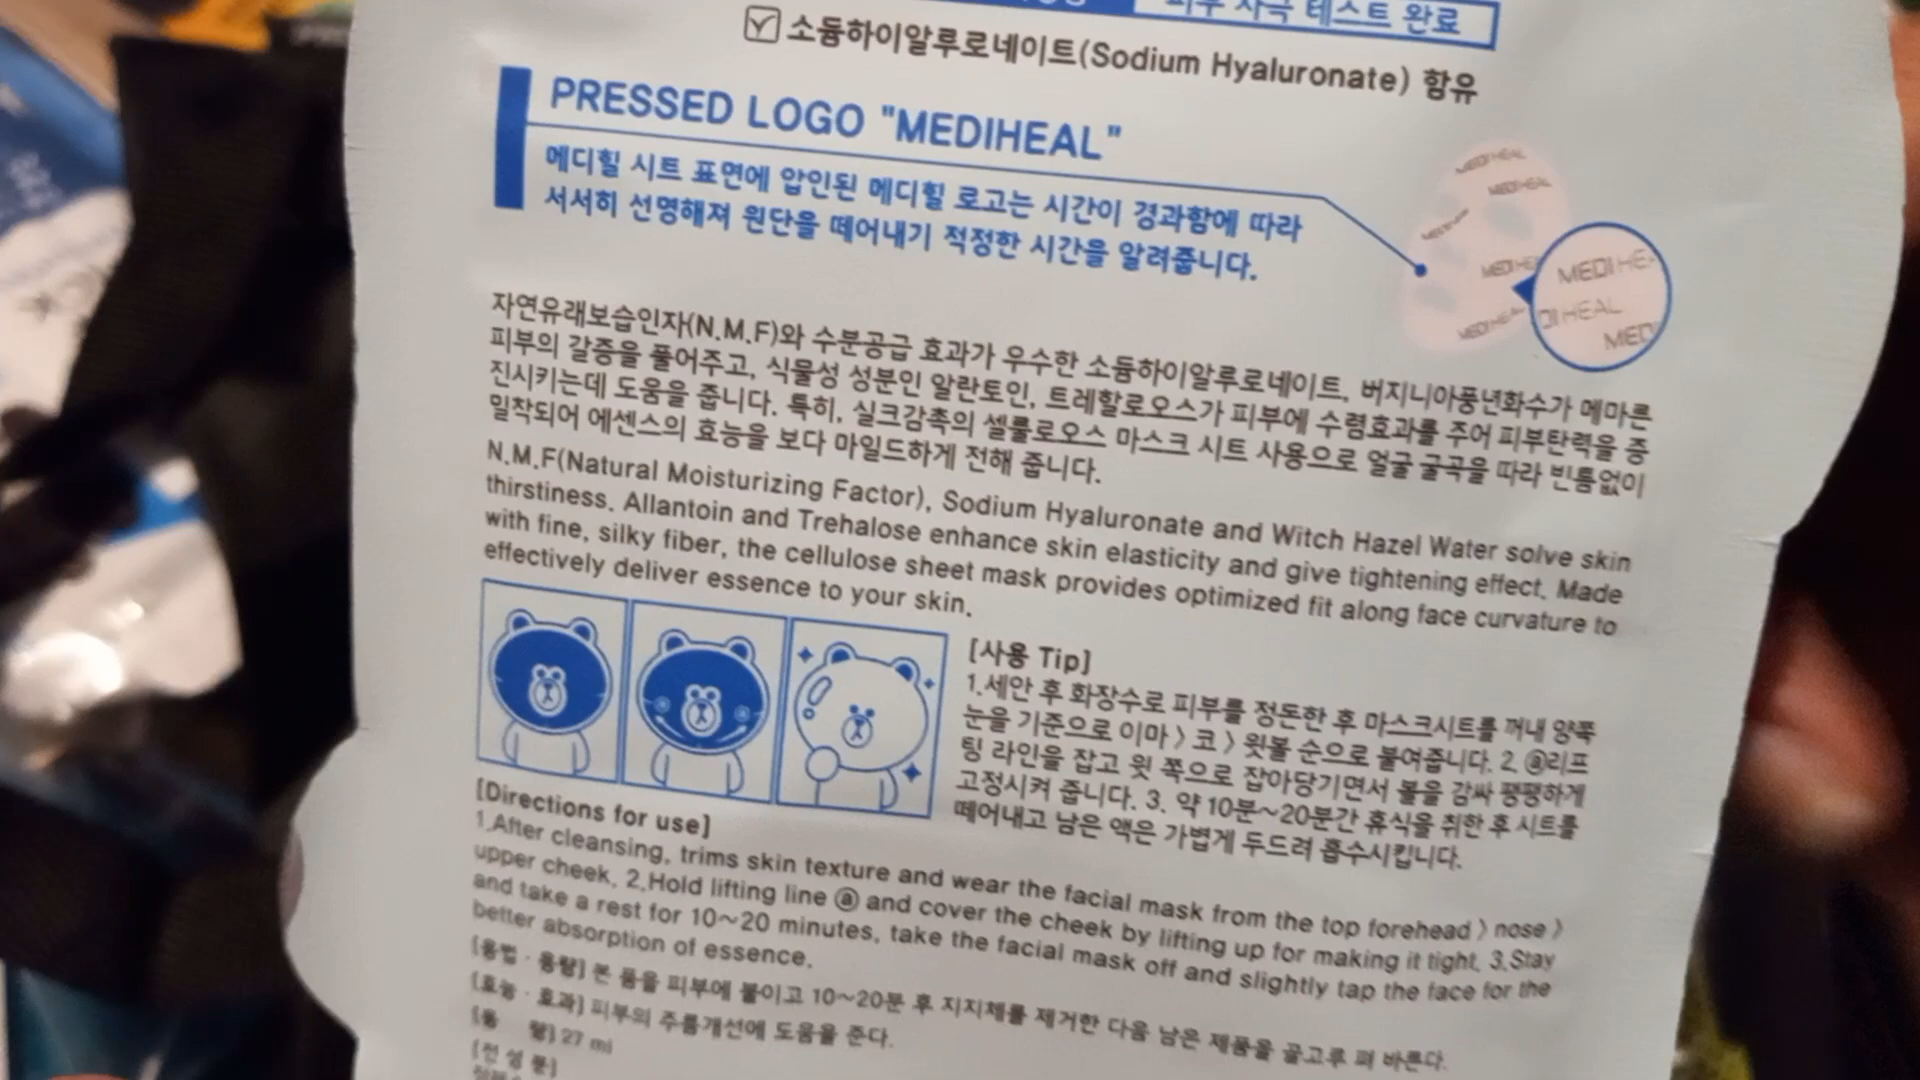 피부 자극 테스트 완료
소듐하이알루로네이트(Sodium Hyaluronate) 함유
PRESSED LOGO "MEDIHEAL"
메디힐 시트 표면에 압인된 메디힐 로고는 시간이 경과함에 따라
서서히 선명해져 원단을 떼어내기 적정한 시간을 알려줍니다.
MEDIHEAL
MEDIHEAL
MEDIHEAL
MEDIHEAL
MEDI HEA
DIHEAL
MEDI
자연유래보습인자(N.M.F)와 수분공급 효과가 우수한 소듐하이알루로네이트, 버지니아풍년화수가 메마른
피부의 갈증을 풀어주고, 식물성 성분인 알란토인, 트레할로오스가 피부에 수렴효과를 주어 피부탄력을 증
진시키는데 도움을 줍니다. 특히, 실크감촉의 셀룰로오스 마스크 시트 사용으로 얼굴 굴곡을 따라 빈틈없이
밀착되어 에센스의 효능을 보다 마일드하게 전해 줍니다.
N.M.F(Natural Moisturizing Factor), Sodium Hyaluronate and Witch Hazel Water solve skin
thirstiness. Allantoin and Trehalose enhance skin elasticity and give tightening effect. Made
with fine, silky fiber, the cellulose sheet mask provides optimized fit along face curvature to
effectively deliver essence to your skin.
[사용 Tip]
1.세안 후 화장수로 피부를 정돈한 후 마스크시트를 꺼내 양쪽
눈을 기준으로 이마 〉 코 〉 윗볼 순으로 붙여줍니다. 2. ⓐ리프
팅 라인을 잡고 윗 쪽으로 잡아당기면서 볼을 감싸 팽팽하게
고정시켜 줍니다. 3. 약 10분~20분간 휴식을 취한 후 시트를
떼어내고 남은 액은 가볍게 두드려 흡수시킵니다.
[Directions for use]
1.After cleansing, trims skin texture and wear the facial mask from the top forehead 〉 nose 〉
upper cheek. 2.Hold lifting line ⓐ and cover the cheek by lifting up for making it tight. 3.Stay
and take a rest for 10~20 minutes, take the facial mask off and slightly tap the face for the
better absorption of essence.
[용법 · 용량] 본 품을 피부에 붙이고 10~20분 후 지지체를 제거한 다음 남은 제품을 골고루 펴 바른다.
[효능 · 효과] 피부의 주름개선에 도움을 준다.
[용 량] 27 ml
[전 성 분]